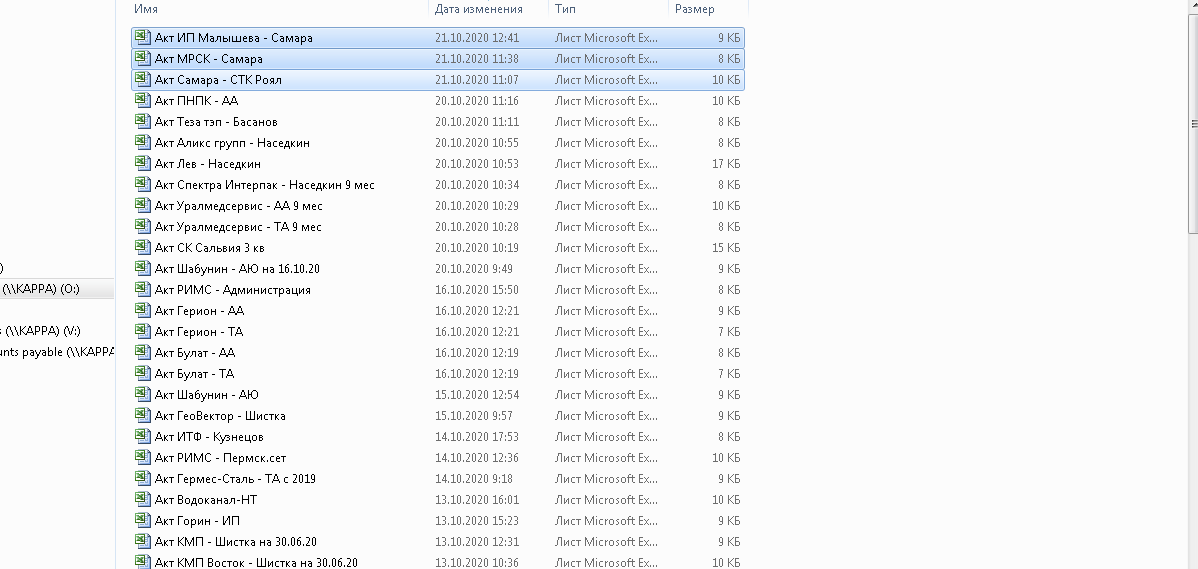 Имя Дата изменения Тип Размер
Акт ИП Малышева - Самара 21.10.2020 12:41 Лист Microsoft Ex... 9 КБ
Акт МРСК - Самара 21.10.2020 11:38 Лист Microsoft Ex... 8 КБ
Акт Самара - СТК Роял 21.10.2020 11:07 Лист Microsoft Ex... 10 КБ
Акт ПНПК - АА 20.10.2020 11:16 Лист Microsoft Ex... 10 КБ
Акт Теза тэп - Басанов 20.10.2020 11:11 Лист Microsoft Ex... 8 КБ
Акт Аликс групп - Наседкин 20.10.2020 10:55 Лист Microsoft Ex... 8 КБ
Акт Лев - Наседкин 20.10.2020 10:53 Лист Microsoft Ex... 17 КБ
Акт Спектра Интерпак - Наседкин 9 мес 20.10.2020 10:34 Лист Microsoft Ex... 8 КБ
Акт Уралмедсервис - АА 9 мес 20.10.2020 10:29 Лист Microsoft Ex... 10 КБ
Акт Уралмедсервис - ТА 9 мес 20.10.2020 10:28 Лист Microsoft Ex... 8 КБ
Акт СК Сальвия 3 кв 20.10.2020 10:19 Лист Microsoft Ex... 15 КБ
Акт Шабунин - АЮ на 16.10.20 20.10.2020 9:49 Лист Microsoft Ex... 9 КБ
)
(\\KAPPA) (O:) Акт РИМС - Администрация 16.10.2020 15:50 Лист Microsoft Ex... 8 КБ
Акт Герион - АА 16.10.2020 12:21 Лист Microsoft Ex... 9 КБ
s (\\KAPPA) (V:) Акт Герион - ТА 16.10.2020 12:21 Лист Microsoft Ex... 7 КБ
unts payable (\\KAPPA Акт Булат - АА 16.10.2020 12:19 Лист Microsoft Ex... 8 КБ
Акт Булат - ТА 16.10.2020 12:19 Лист Microsoft Ex... 7 КБ
Акт Шабунин - АЮ 15.10.2020 12:54 Лист Microsoft Ex... 9 КБ
Акт ГеоВектор - Шистка 15.10.2020 9:57 Лист Microsoft Ex... 9 КБ
Акт ИТФ - Кузнецов 14.10.2020 17:53 Лист Microsoft Ex... 8 КБ
Акт РИМС - Пермск.сет 14.10.2020 12:36 Лист Microsoft Ex... 10 КБ
Акт Гермес-Сталь - ТА с 2019 14.10.2020 9:18 Лист Microsoft Ex... 9 КБ
Акт Водоканал-НТ 13.10.2020 16:01 Лист Microsoft Ex... 10 КБ
Акт Горин - ИП 13.10.2020 15:23 Лист Microsoft Ex... 9 КБ
Акт КМП - Шистка на 30.06.20 13.10.2020 12:31 Лист Microsoft Ex... 9 КБ
Акт КМП Восток - Шистка на 30.06.20 13.10.2020 10:36 Лист Microsoft Ex... 10 КБ